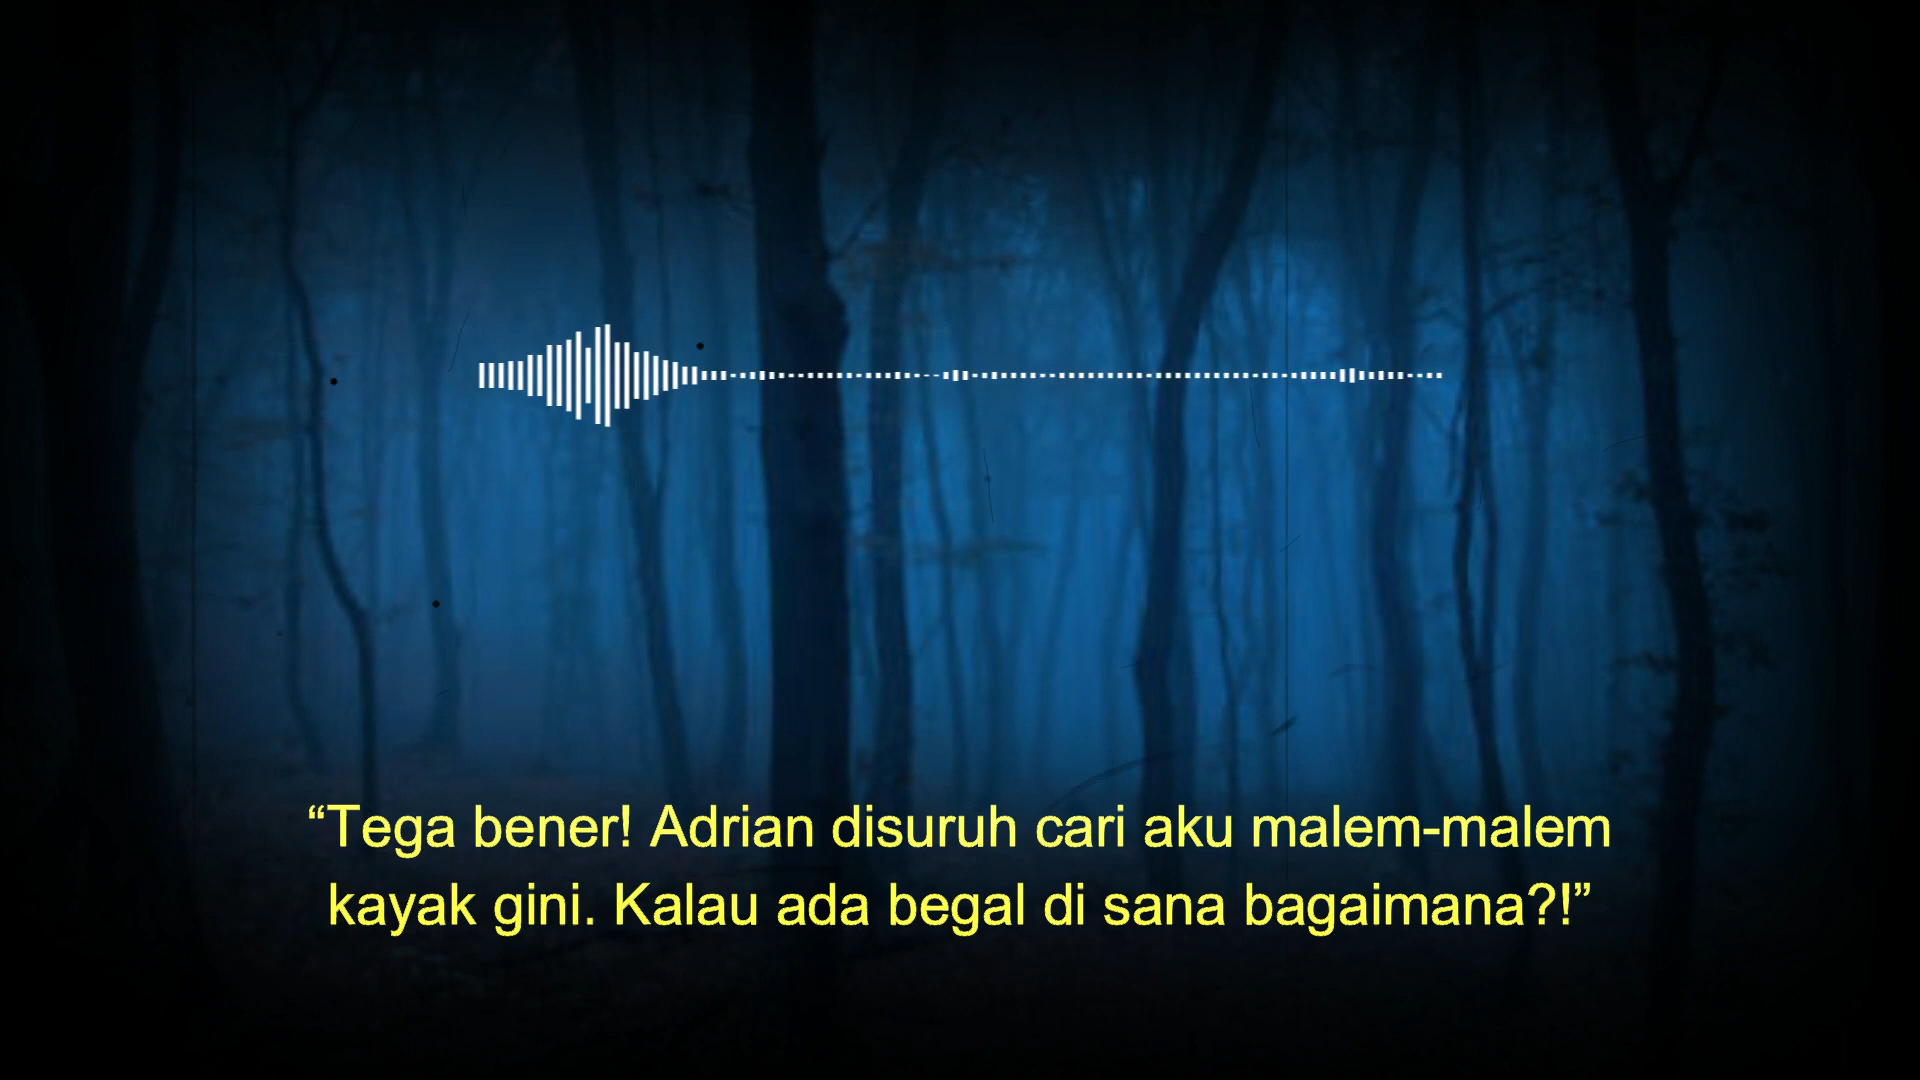 “Tega bener! Adrian disuruh cari aku malem-malem
kayak gini. Kalau ada begal di sana bagaimana?!”